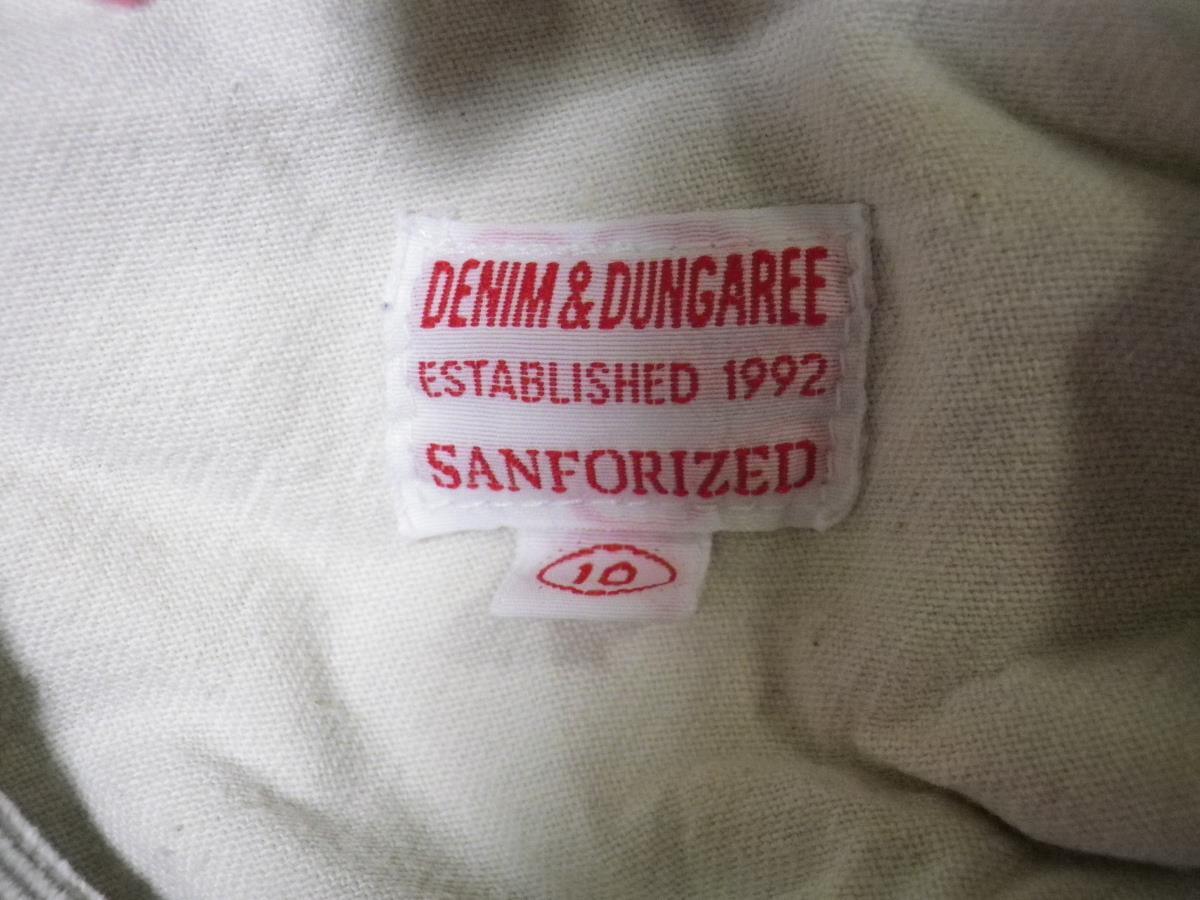 DENIM & DUNGAREE
ESTABLISHED 1992
SANFORIZED
10